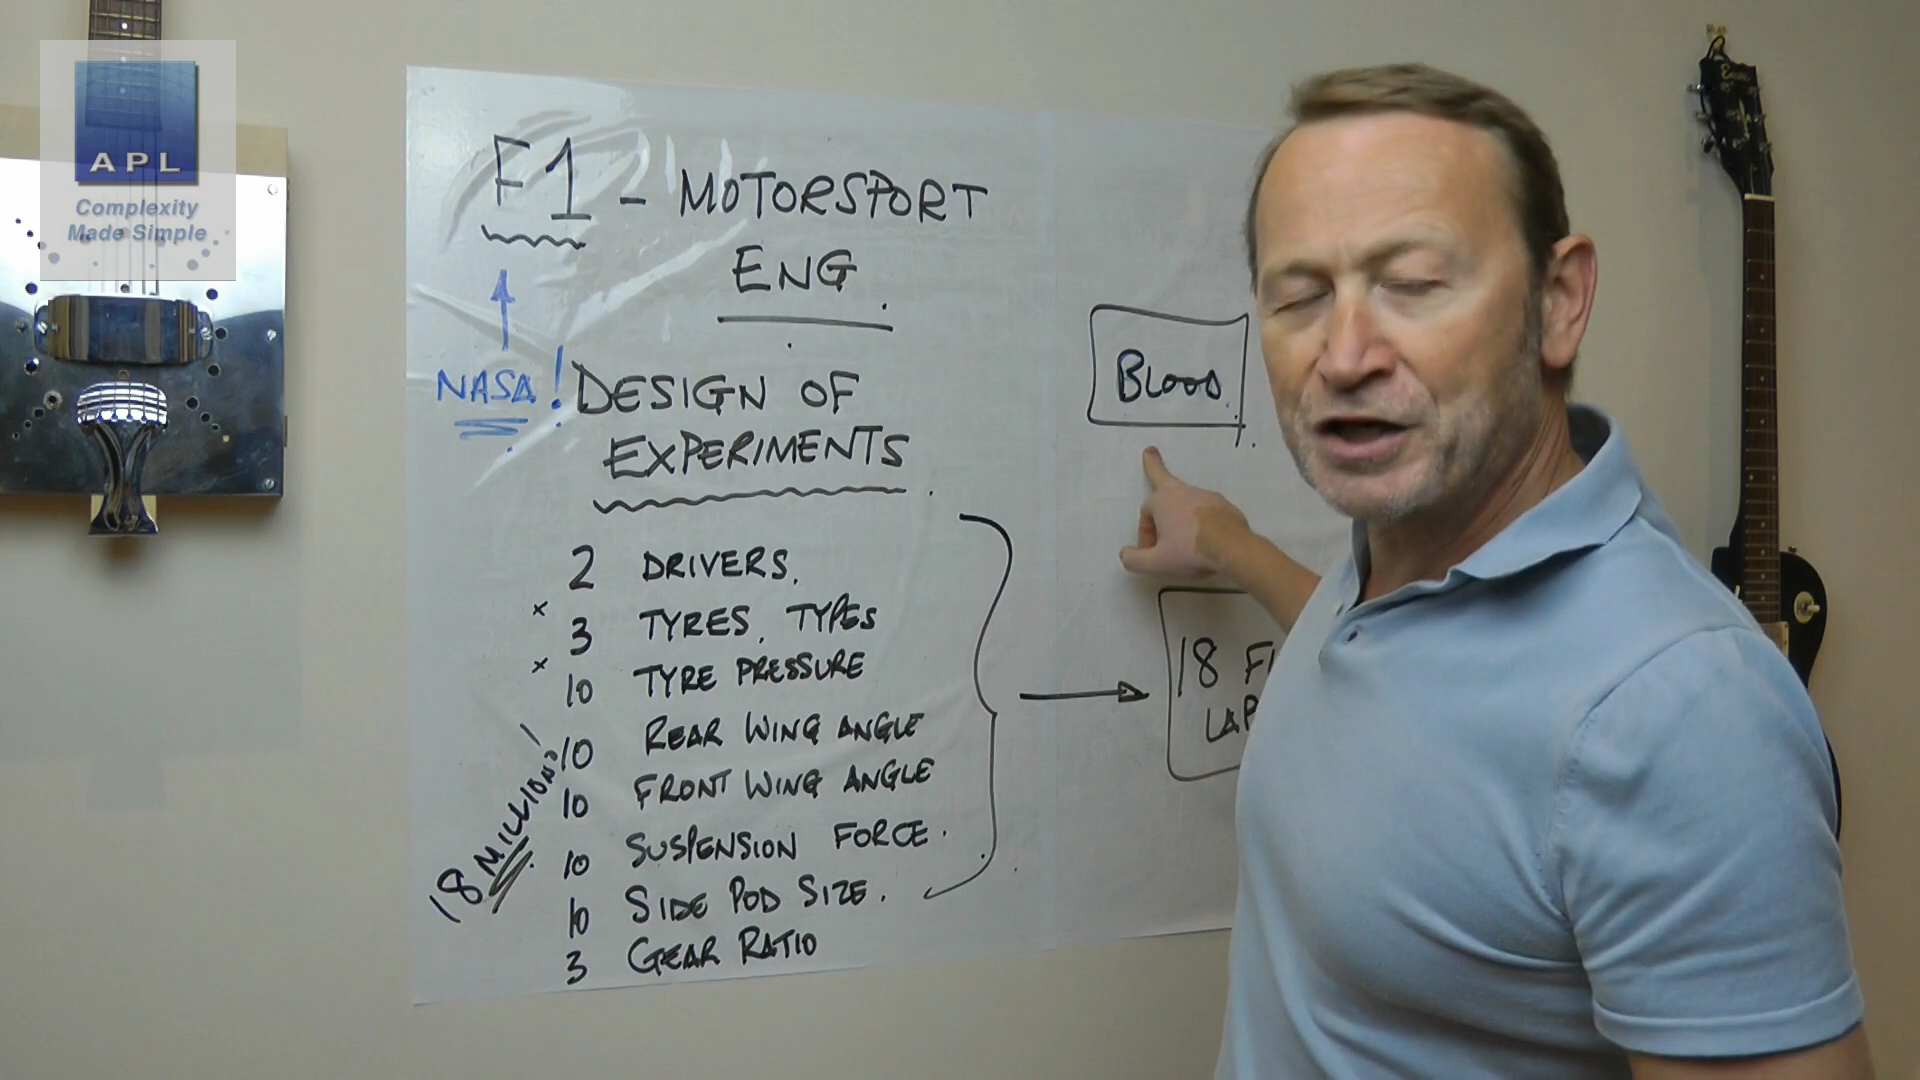 APL
Complexity
Made Simple
F1 - MOTORSPORT
ENG.
NASA!
DESIGN OF
EXPERIMENTS
2 DRIVERS.
x 3 TYRES. TYPES
x 10 TYRE PRESSURE
10 REAR WING ANGLE
10 FRONT WING ANGLE
10 SUSPENSION FORCE.
10 SIDE POD SIZE.
3 GEAR RATIO
18 MILLION!
BLOOD.
18